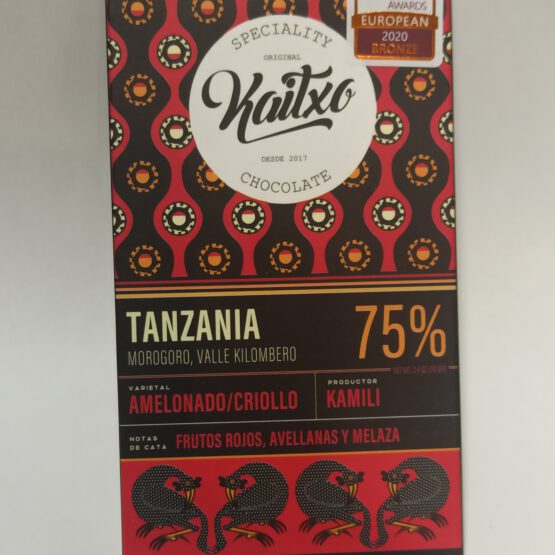 AWARDS
EUROPEAN
2020
BRONZE
SPECIALITY
ORIGINAL
Kaitxo
DESDE 2017
CHOCOLATE
TANZANIA
MOROGORO, VALLE KILOMBERO
75%
VARIETAL
AMELONADO/CRIOLLO
PRODUCTOR
KAMILI
NOTAS
DE CATA
FRUTOS ROJOS, AVELLANAS Y MELAZA